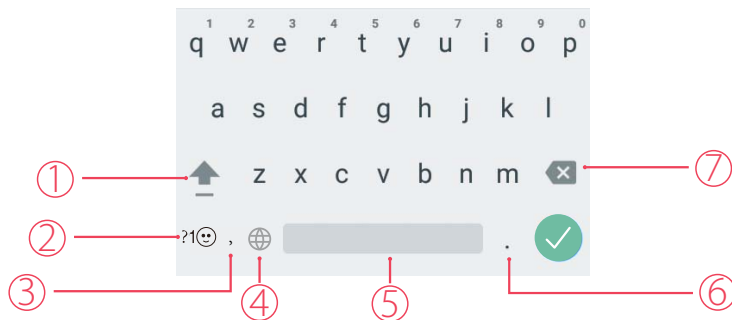 1 2 3 4 5 6 7 8 9 0
q w e r t y u i o p
a s d f g h j k l
① z x c v b n m ⑦
② ?1☺ , .
③ ④ ⑤ ⑥